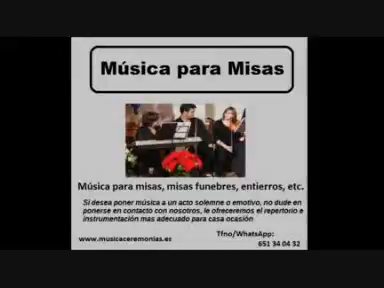 Música para Misas
Música para misas, misas funebres, entierros, etc.
Si desea poner música a un acto solemne o emotivo, no dude en
ponerse en contacto con nosotros, le ofreceremos el repertorio e
instrumentación mas adecuado para casa ocasión
Tfno/WhatsApp:
www.musicaceremonias.es
651 34 04 32